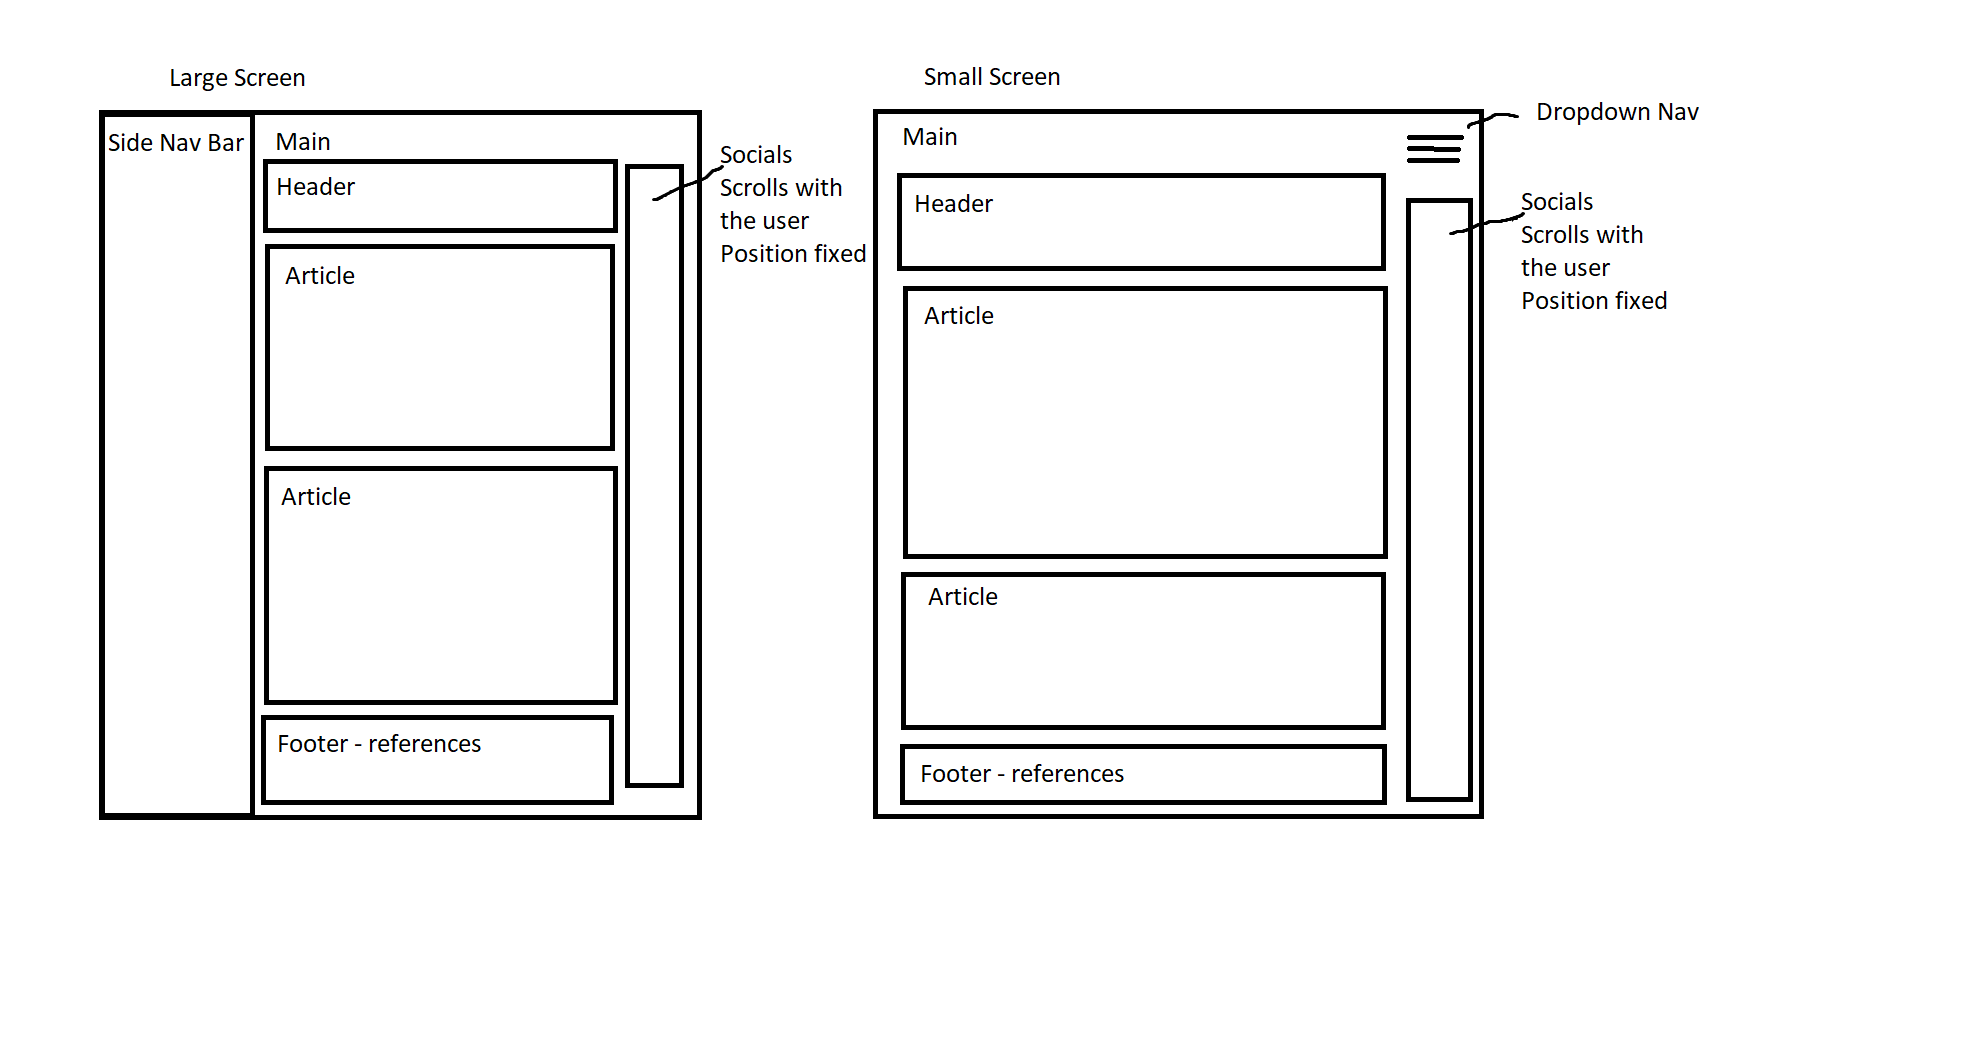 Large Screen
Side Nav Bar
Main
Header
Article
Article
Footer - references
Socials
Scrolls with
the user
Position fixed
Small Screen
Main
Dropdown Nav
Header
Article
Article
Footer - references
Socials
Scrolls with
the user
Position fixed